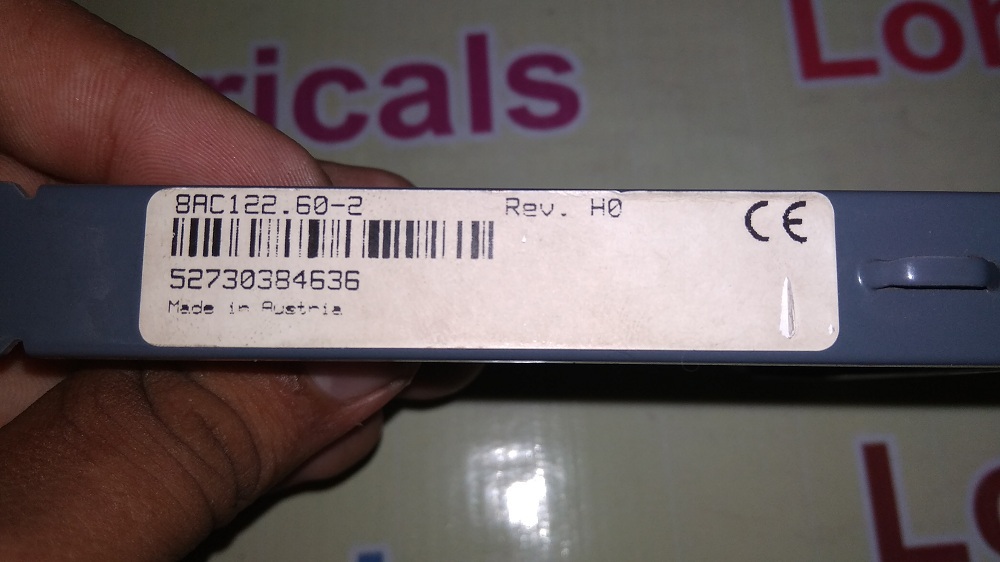 ricals
Lo
8AC122.60-2 Rev. H0 CE
52730384636
Made in Austria
L